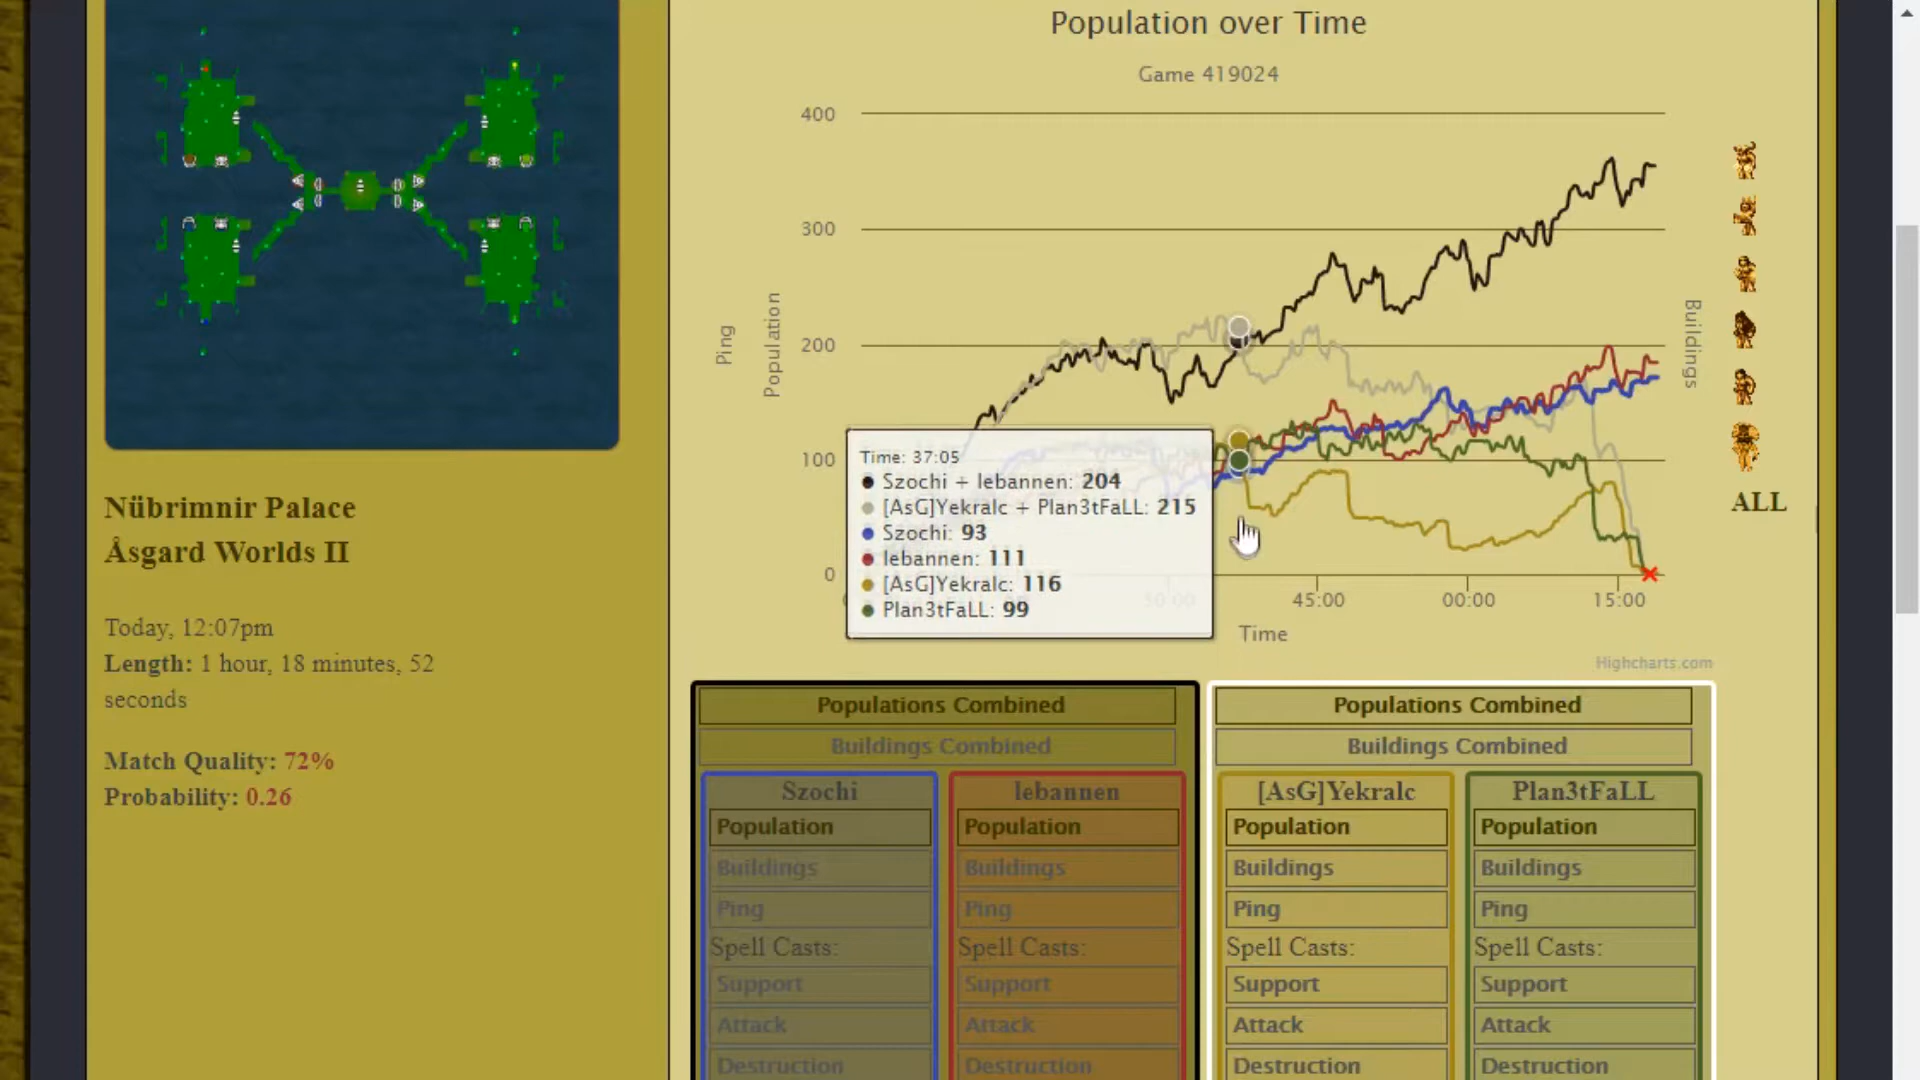 Population over Time
Game 419024
400
300
200
100
0
Ping
Population
Buildings
ALL
Time: 37:05
Szochi + lebannen: 204
[AsG]Yekralc + Plan3tFaLL: 215
Szochi: 93
lebannen: 111
[AsG]Yekralc: 116
Plan3tFaLL: 99
30:00
45:00
00:00
15:00
Time
Highcharts.com
Nübrimnir Palace
Åsgard Worlds II
Today, 12:07pm
Length: 1 hour, 18 minutes, 52
seconds
Match Quality: 72%
Probability: 0.26
Populations Combined
Buildings Combined
Szochi
Population
Buildings
Ping
Spell Casts:
Support
Attack
Destruction
lebannen
Population
Buildings
Ping
Spell Casts:
Support
Attack
Destruction
Populations Combined
Buildings Combined
[AsG]Yekralc
Population
Buildings
Ping
Spell Casts:
Support
Attack
Destruction
Plan3tFaLL
Population
Buildings
Ping
Spell Casts:
Support
Attack
Destruction